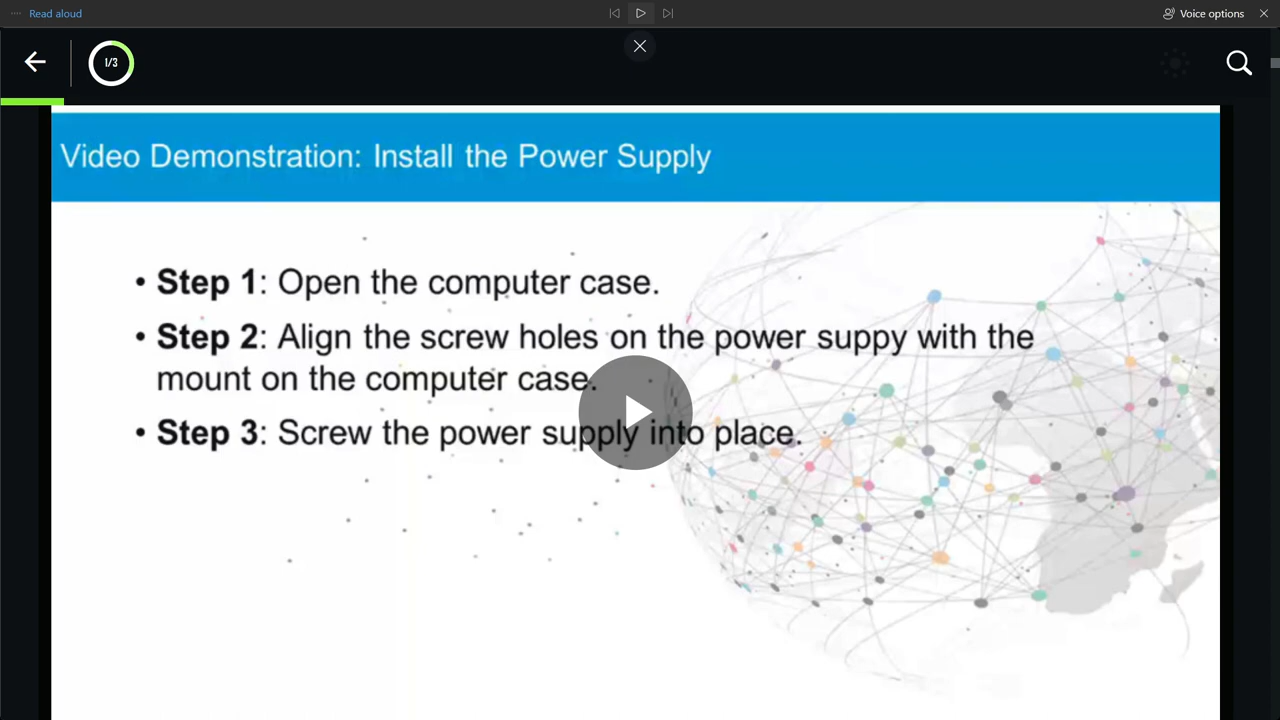 Read aloud
Voice options
1/3
Video Demonstration: Install the Power Supply
• Step 1: Open the computer case.
• Step 2: Align the screw holes on the power suppy with the
mount on the computer case.
• Step 3: Screw the power supply into place.